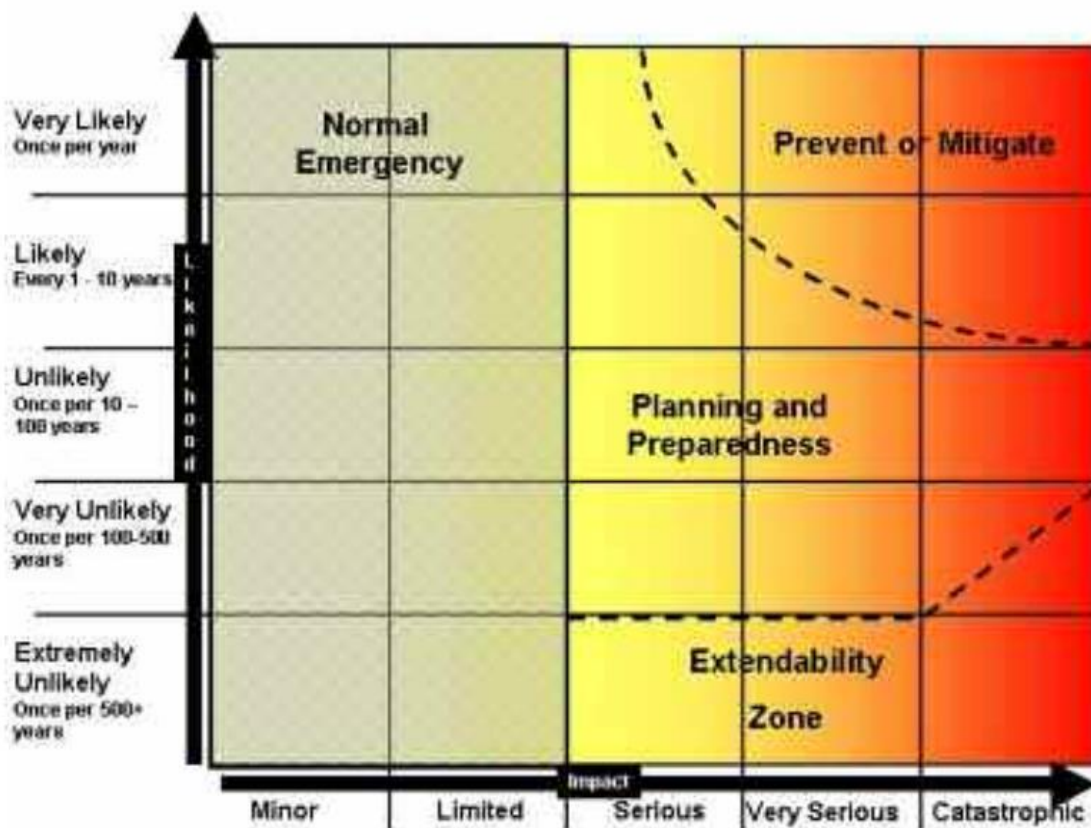 Very Likely
Once per year
Normal
Emergency
Prevent or Mitigate
Likely
Every 1 - 10 years
Likelihood
Unlikely
Once per 10 –
100 years
Planning and
Preparedness
Very Unlikely
Once per 100-500
years
Extremely
Unlikely
Once per 500+
years
Extendability
Zone
Impact
Minor
Limited
Serious
Very Serious
Catastrophic